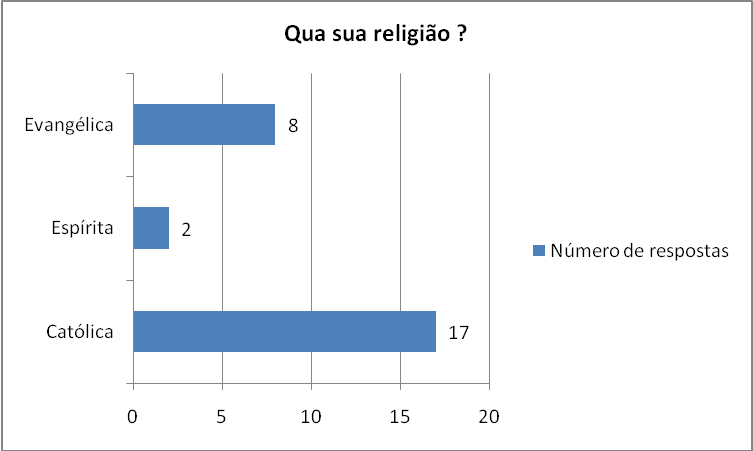 Qua sua religião ?
Evangélica
8
Espírita
2
Católica
17
0 5 10 15 20
Número de respostas